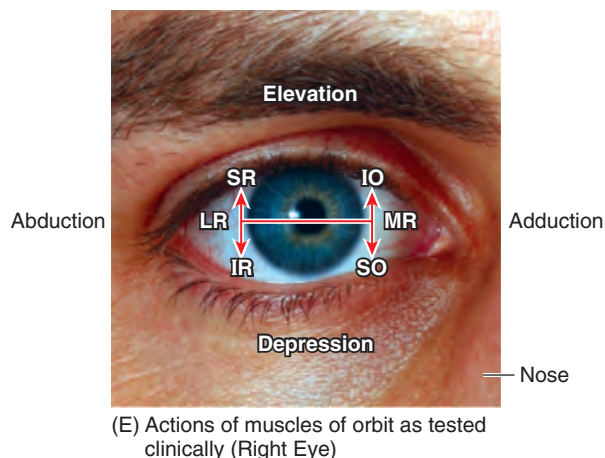 Elevation
SR IO
Abduction LR MR Adduction
IR SO
Depression
Nose
(E) Actions of muscles of orbit as tested
clinically (Right Eye)